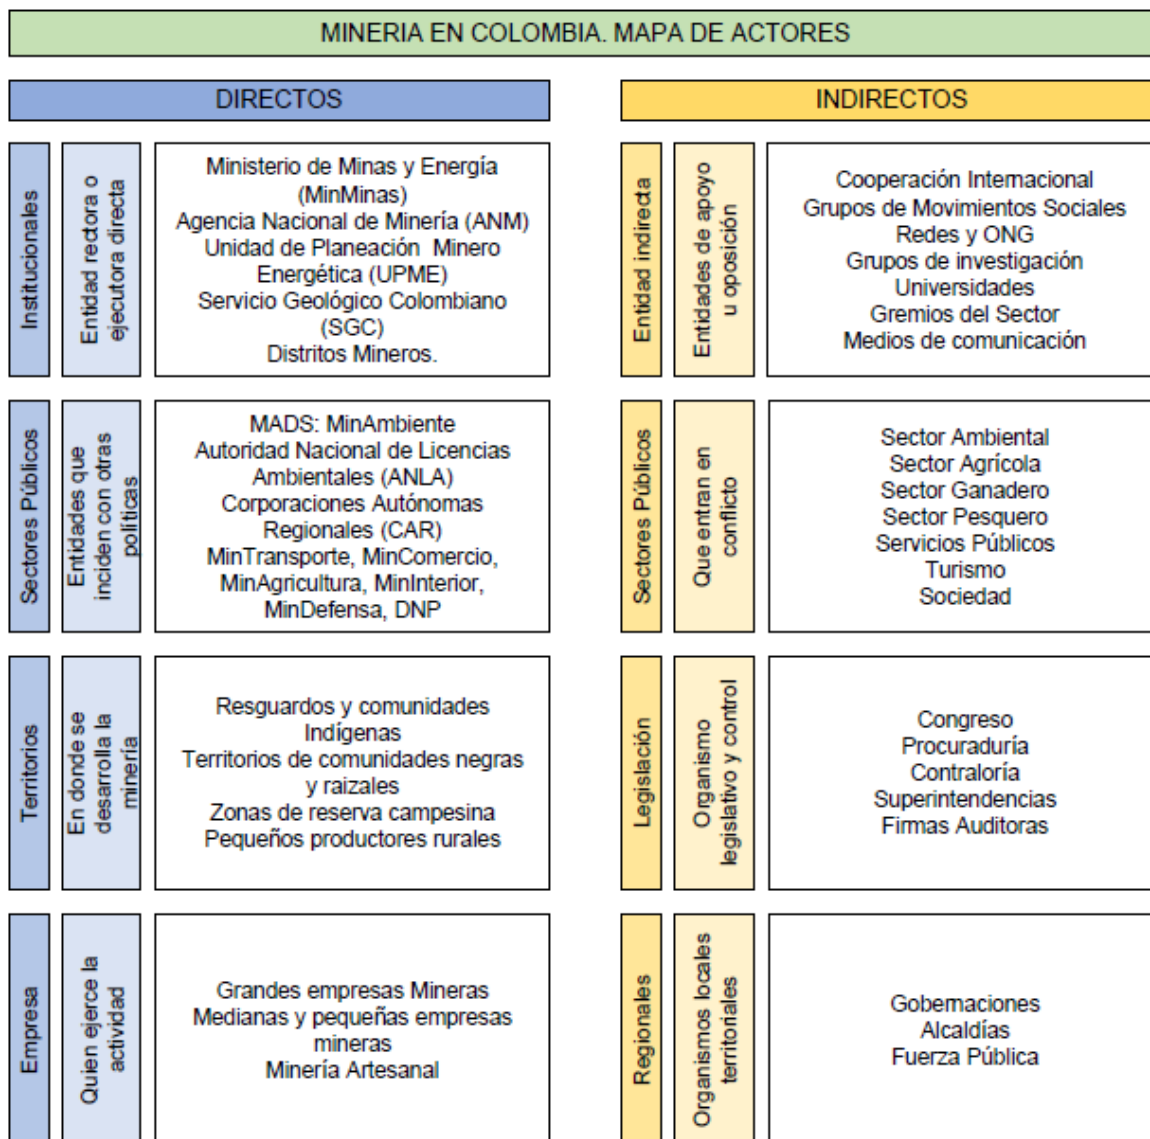 MINERIA EN COLOMBIA. MAPA DE ACTORES
DIRECTOS
Institucionales
Entidad rectora o
ejecutora directa
Ministerio de Minas y Energía
(MinMinas)
Agencia Nacional de Minería (ANM)
Unidad de Planeación Minero
Energética (UPME)
Servicio Geológico Colombiano
(SGC)
Distritos Mineros.
Sectores Públicos
Entidades que
inciden con otras
políticas
MADS: MinAmbiente
Autoridad Nacional de Licencias
Ambientales (ANLA)
Corporaciones Autónomas
Regionales (CAR)
MinTransporte, MinComercio,
MinAgricultura, MinInterior,
MinDefensa, DNP
Territorios
En donde se
desarrolla la
minería
Resguardos y comunidades
Indígenas
Territorios de comunidades negras
y raizales
Zonas de reserva campesina
Pequeños productores rurales
Empresa
Quien ejerce la
actividad
Grandes empresas Mineras
Medianas y pequeñas empresas
mineras
Minería Artesanal
INDIRECTOS
Entidad indirecta
Entidades de apoyo
u oposición
Cooperación Internacional
Grupos de Movimientos Sociales
Redes y ONG
Grupos de investigación
Universidades
Gremios del Sector
Medios de comunicación
Sectores Públicos
Que entran en
conflicto
Sector Ambiental
Sector Agrícola
Sector Ganadero
Sector Pesquero
Servicios Públicos
Turismo
Sociedad
Legislación
Organismo
legislativo y control
Congreso
Procuraduría
Contraloría
Superintendencias
Firmas Auditoras
Regionales
Organismos locales
territoriales
Gobernaciones
Alcaldías
Fuerza Pública